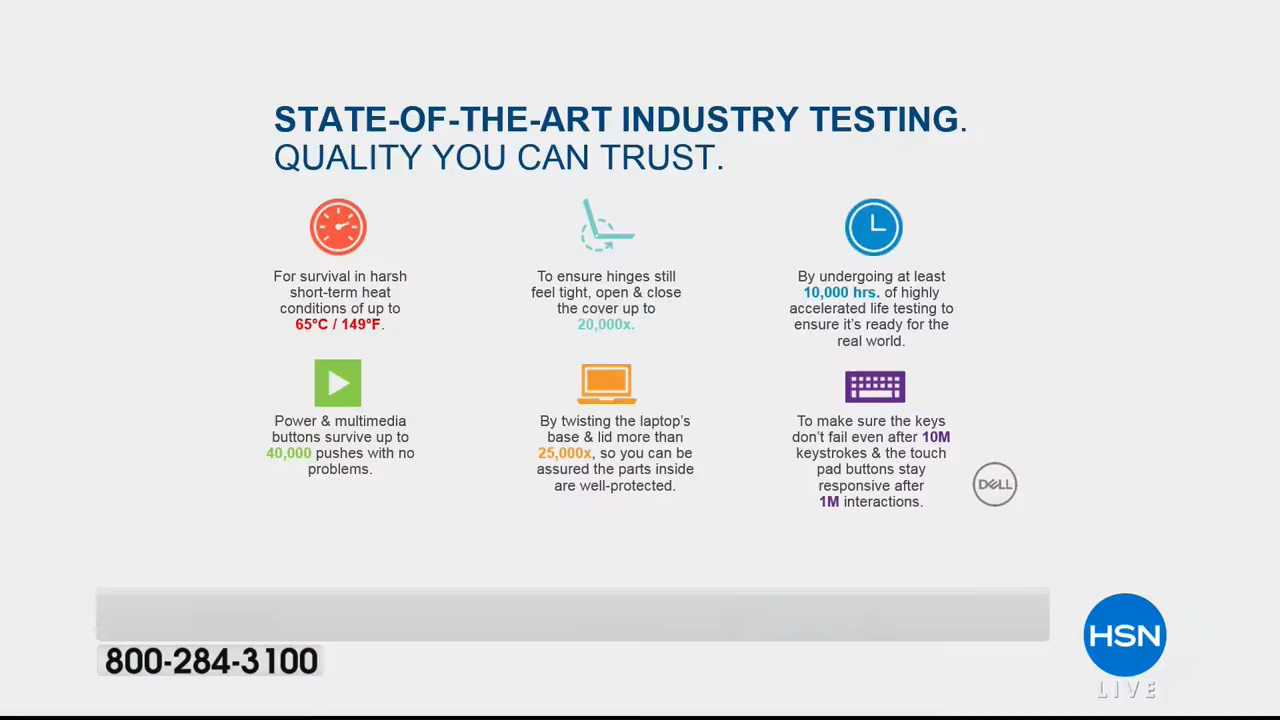 STATE-OF-THE-ART INDUSTRY TESTING.
QUALITY YOU CAN TRUST.
For survival in harsh
short-term heat
conditions of up to
65°C / 149°F.
To ensure hinges still
feel tight, open & close
the cover up to
20,000x.
By undergoing at least
10,000 hrs. of highly
accelerated life testing to
ensure it's ready for the
real world.
Power & multimedia
buttons survive up to
40,000 pushes with no
problems.
By twisting the laptop's
base & lid more than
25,000x, so you can be
assured the parts inside
are well-protected.
To make sure the keys
don't fail even after 10M
keystrokes & the touch
pad buttons stay
responsive after
1M interactions.
DELL
800-284-3100
HSN
LIVE